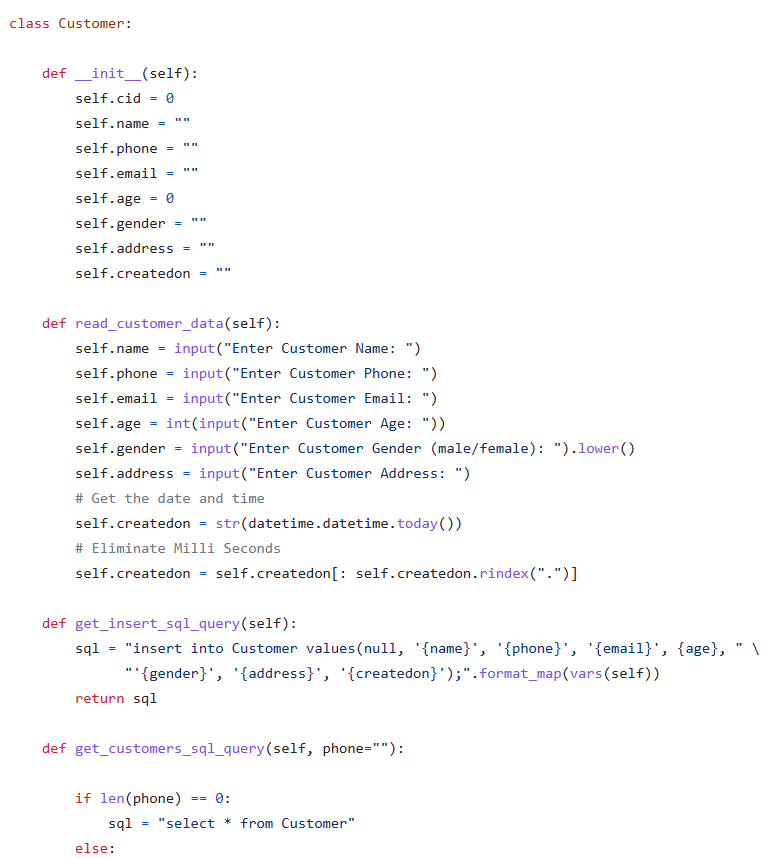 class Customer:
    def __init__(self):
        self.cid = 0
        self.name = ""
        self.phone = ""
        self.email = ""
        self.age = 0
        self.gender = ""
        self.address = ""
        self.createdon = ""
    def read_customer_data(self):
        self.name = input("Enter Customer Name: ")
        self.phone = input("Enter Customer Phone: ")
        self.email = input("Enter Customer Email: ")
        self.age = int(input("Enter Customer Age: "))
        self.gender = input("Enter Customer Gender (male/female): ").lower()
        self.address = input("Enter Customer Address: ")
        # Get the date and time
        self.createdon = str(datetime.datetime.today())
        # Eliminate Milli Seconds
        self.createdon = self.createdon[: self.createdon.rindex(".")]
    def get_insert_sql_query(self):
        sql = "insert into Customer values(null, '{name}', '{phone}', '{email}', {age}, " \
              "'{gender}', '{address}', '{createdon}');".format_map(vars(self))
        return sql
    def get_customers_sql_query(self, phone=""):
        if len(phone) == 0:
            sql = "select * from Customer"
        else: